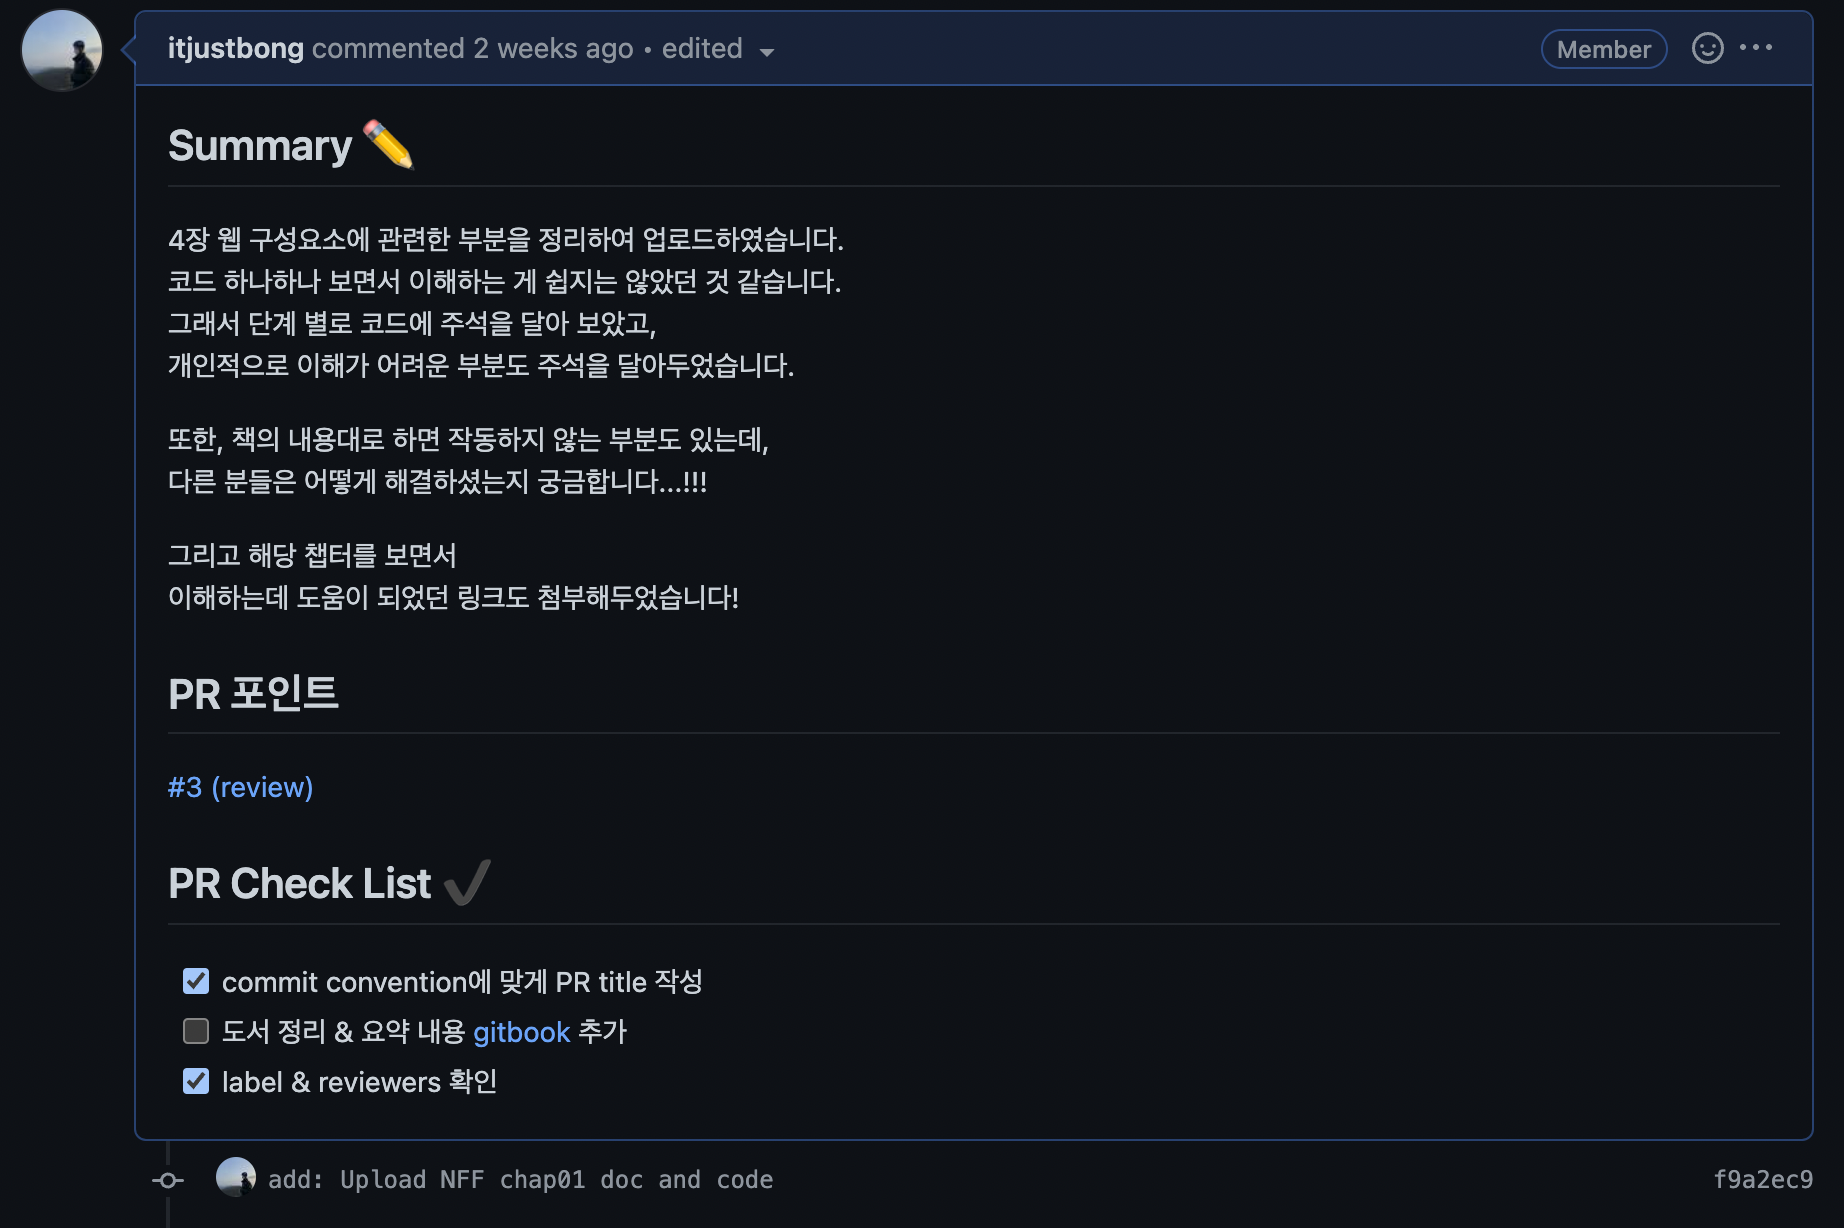 itjustbong commented 2 weeks ago • edited
Member
Summary ✏️
4장 웹 구성요소에 관련한 부분을 정리하여 업로드하였습니다.
코드 하나하나 보면서 이해하는 게 쉽지는 않았던 것 같습니다.
그래서 단계 별로 코드에 주석을 달아 보았고,
개인적으로 이해가 어려운 부분도 주석을 달아두었습니다.
또한, 책의 내용대로 하면 작동하지 않는 부분도 있는데,
다른 분들은 어떻게 해결하셨는지 궁금합니다...!!!
그리고 해당 챕터를 보면서
이해하는데 도움이 되었던 링크도 첨부해두었습니다!
PR 포인트
#3 (review)
PR Check List ✔️
commit convention에 맞게 PR title 작성
도서 정리 & 요약 내용 gitbook 추가
label & reviewers 확인
add: Upload NFF chap01 doc and code
f9a2ec9